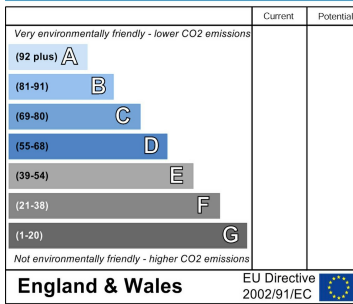 Current Potential
Very environmentally friendly - lower CO2 emissions
(92 plus) A
(81-91) B
(69-80) C
(55-68) D
(39-54) E
(21-38) F
(1-20) G
Not environmentally friendly - higher CO2 emissions
England & Wales
EU Directive
2002/91/EC